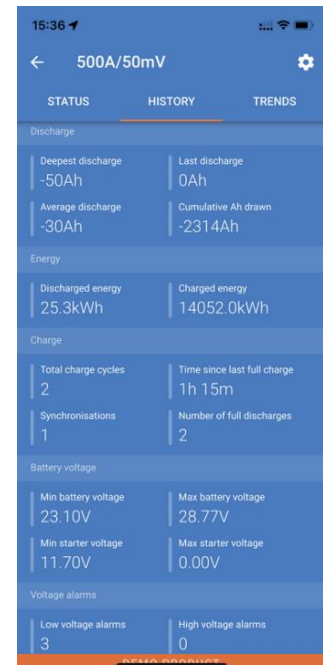 15:36
500A/50mV
STATUS HISTORY TRENDS
Discharge
Deepest discharge Last discharge
-50Ah 0Ah
Average discharge Cumulative Ah drawn
-30Ah -2314Ah
Energy
Discharged energy Charged energy
25.3kWh 14052.0kWh
Charge
Total charge cycles Time since last full charge
2 1h 15m
Synchronisations Number of full discharges
1 2
Battery voltage
Min battery voltage Max battery voltage
23.10V 28.77V
Min starter voltage Max starter voltage
11.70V 0.00V
Voltage alarms
Low voltage alarms High voltage alarms
3 0
DEMO PRODUCT